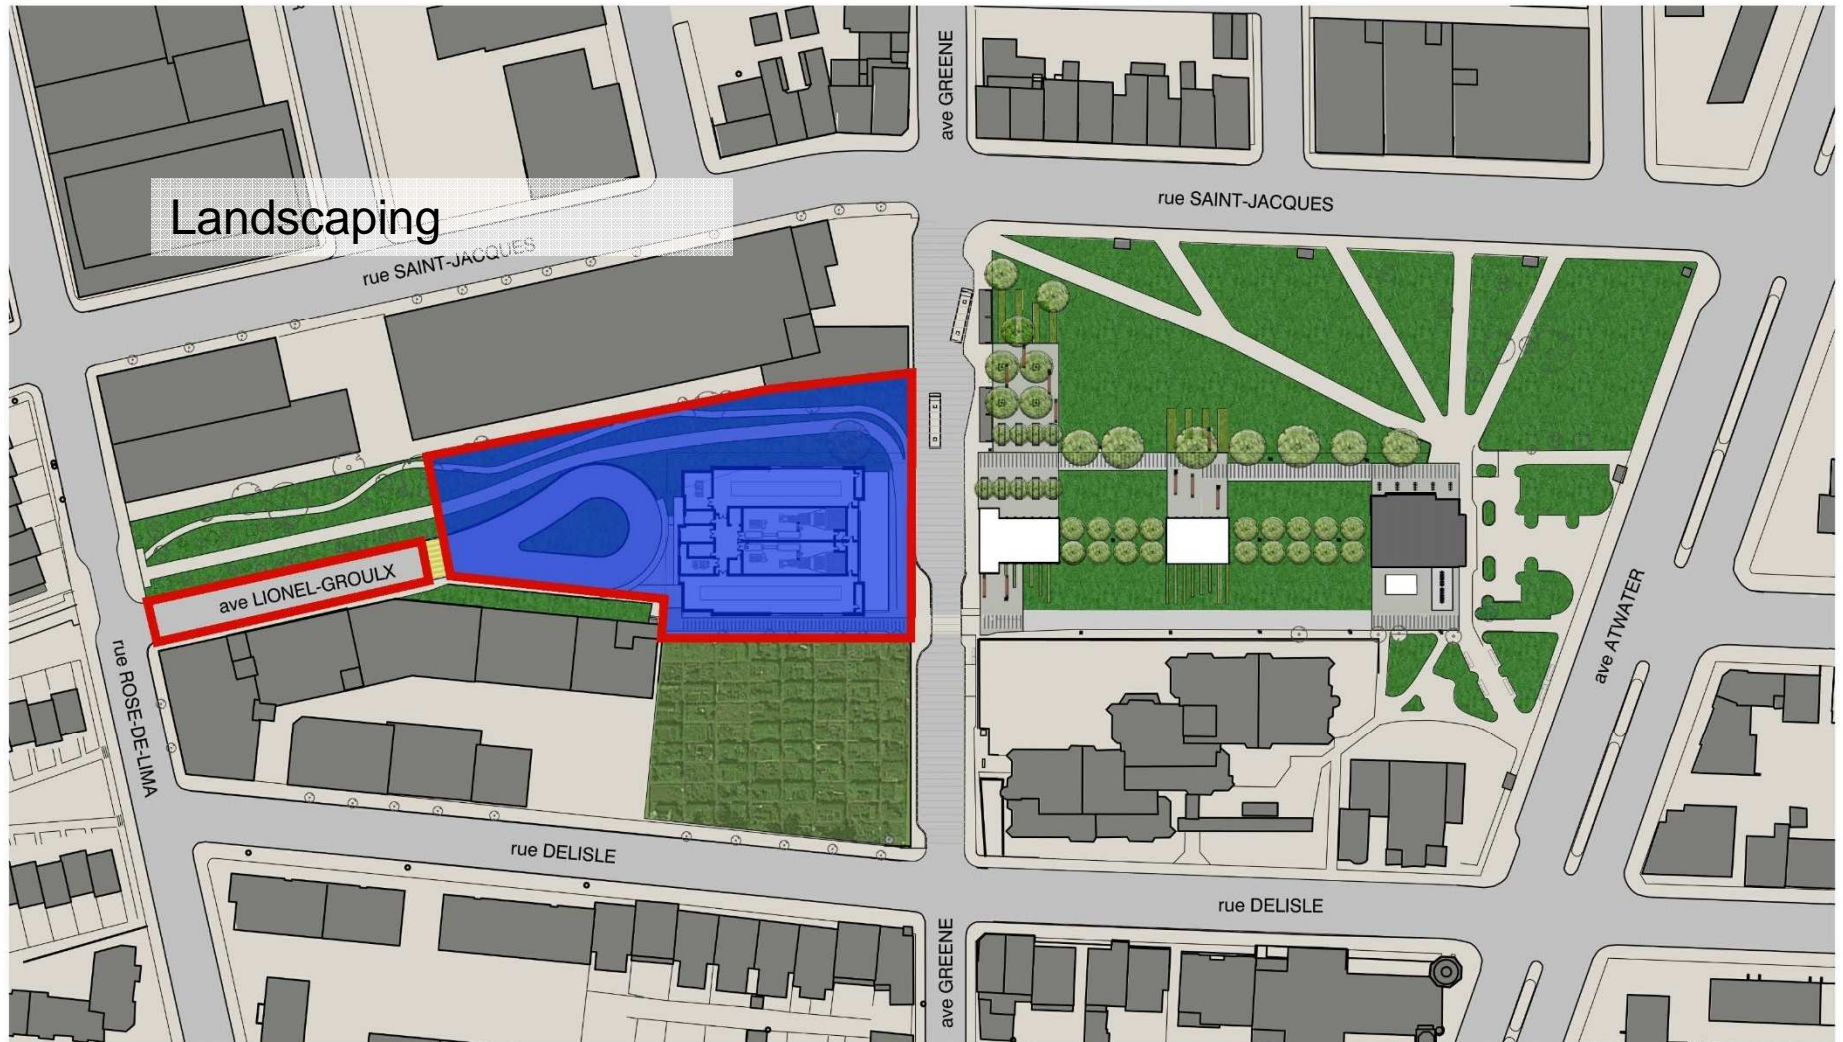 ave GREENE
rue SAINT-JACQUES
Landscaping
rue SAINT-JACQUES
ave LIONEL-GROULX
ave ATWATER
rue ROSE-DE-LIMA
rue DELISLE
rue DELISLE
ave GREENE